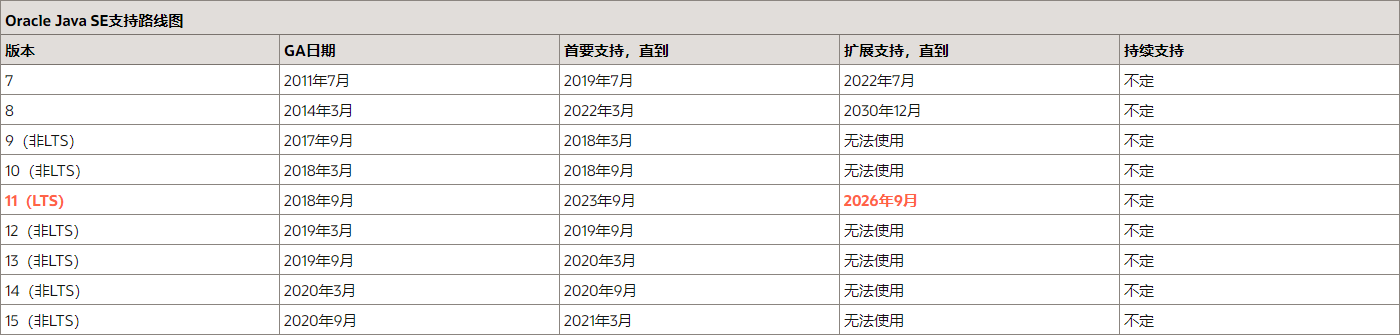 Oracle Java SE支持路线图
版本 GA日期 首要支持，直到 扩展支持，直到 持续支持
7 2011年7月 2019年7月 2022年7月 不定
8 2014年3月 2022年3月 2030年12月 不定
9（非LTS） 2017年9月 2018年3月 无法使用 不定
10（非LTS） 2018年3月 2018年9月 无法使用 不定
11（LTS） 2018年9月 2023年9月 2026年9月 不定
12（非LTS） 2019年3月 2019年9月 无法使用 不定
13（非LTS） 2019年9月 2020年3月 无法使用 不定
14（非LTS） 2020年3月 2020年9月 无法使用 不定
15（非LTS） 2020年9月 2021年3月 无法使用 不定